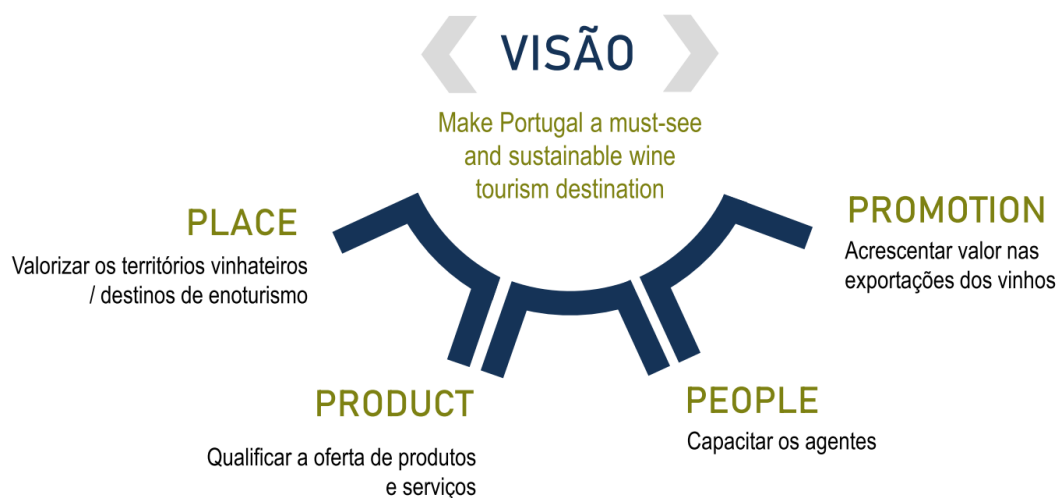 VISÃO
Make Portugal a must-see
and sustainable wine
tourism destination
PLACE
Valorizar os territórios vinhateiros
/ destinos de enoturismo
PRODUCT
Qualificar a oferta de produtos
e serviços
PEOPLE
Capacitar os agentes
PROMOTION
Acrescentar valor nas
exportações dos vinhos